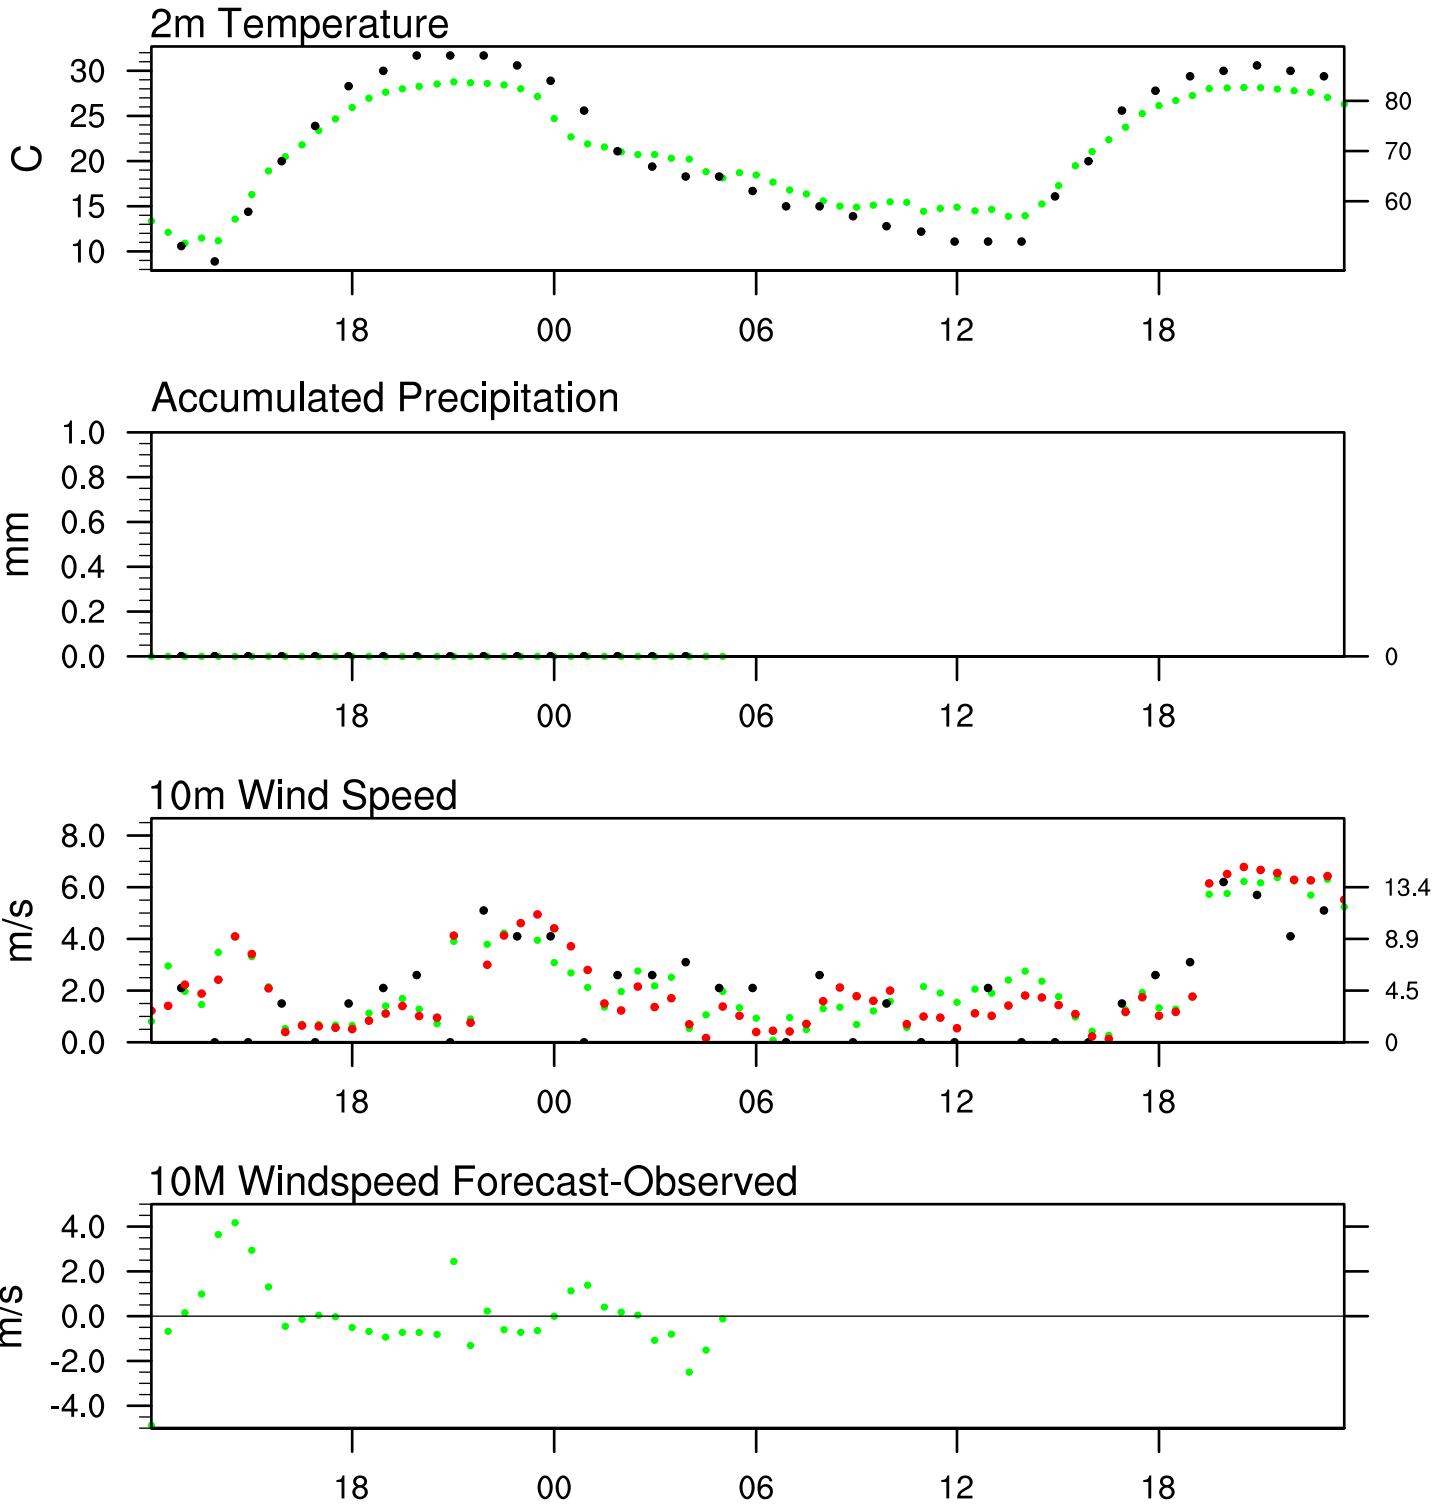 2m Temperature
30
25
20
15
10
C
80
70
60
18 00 06 12 18
Accumulated Precipitation
1.0
0.8
0.6
0.4
0.2
0.0
mm
0
18 00 06 12 18
10m Wind Speed
8.0
6.0
4.0
2.0
0.0
m/s
13.4
8.9
4.5
0
18 00 06 12 18
10M Windspeed Forecast-Observed
4.0
2.0
0.0
-2.0
-4.0
m/s
18 00 06 12 18